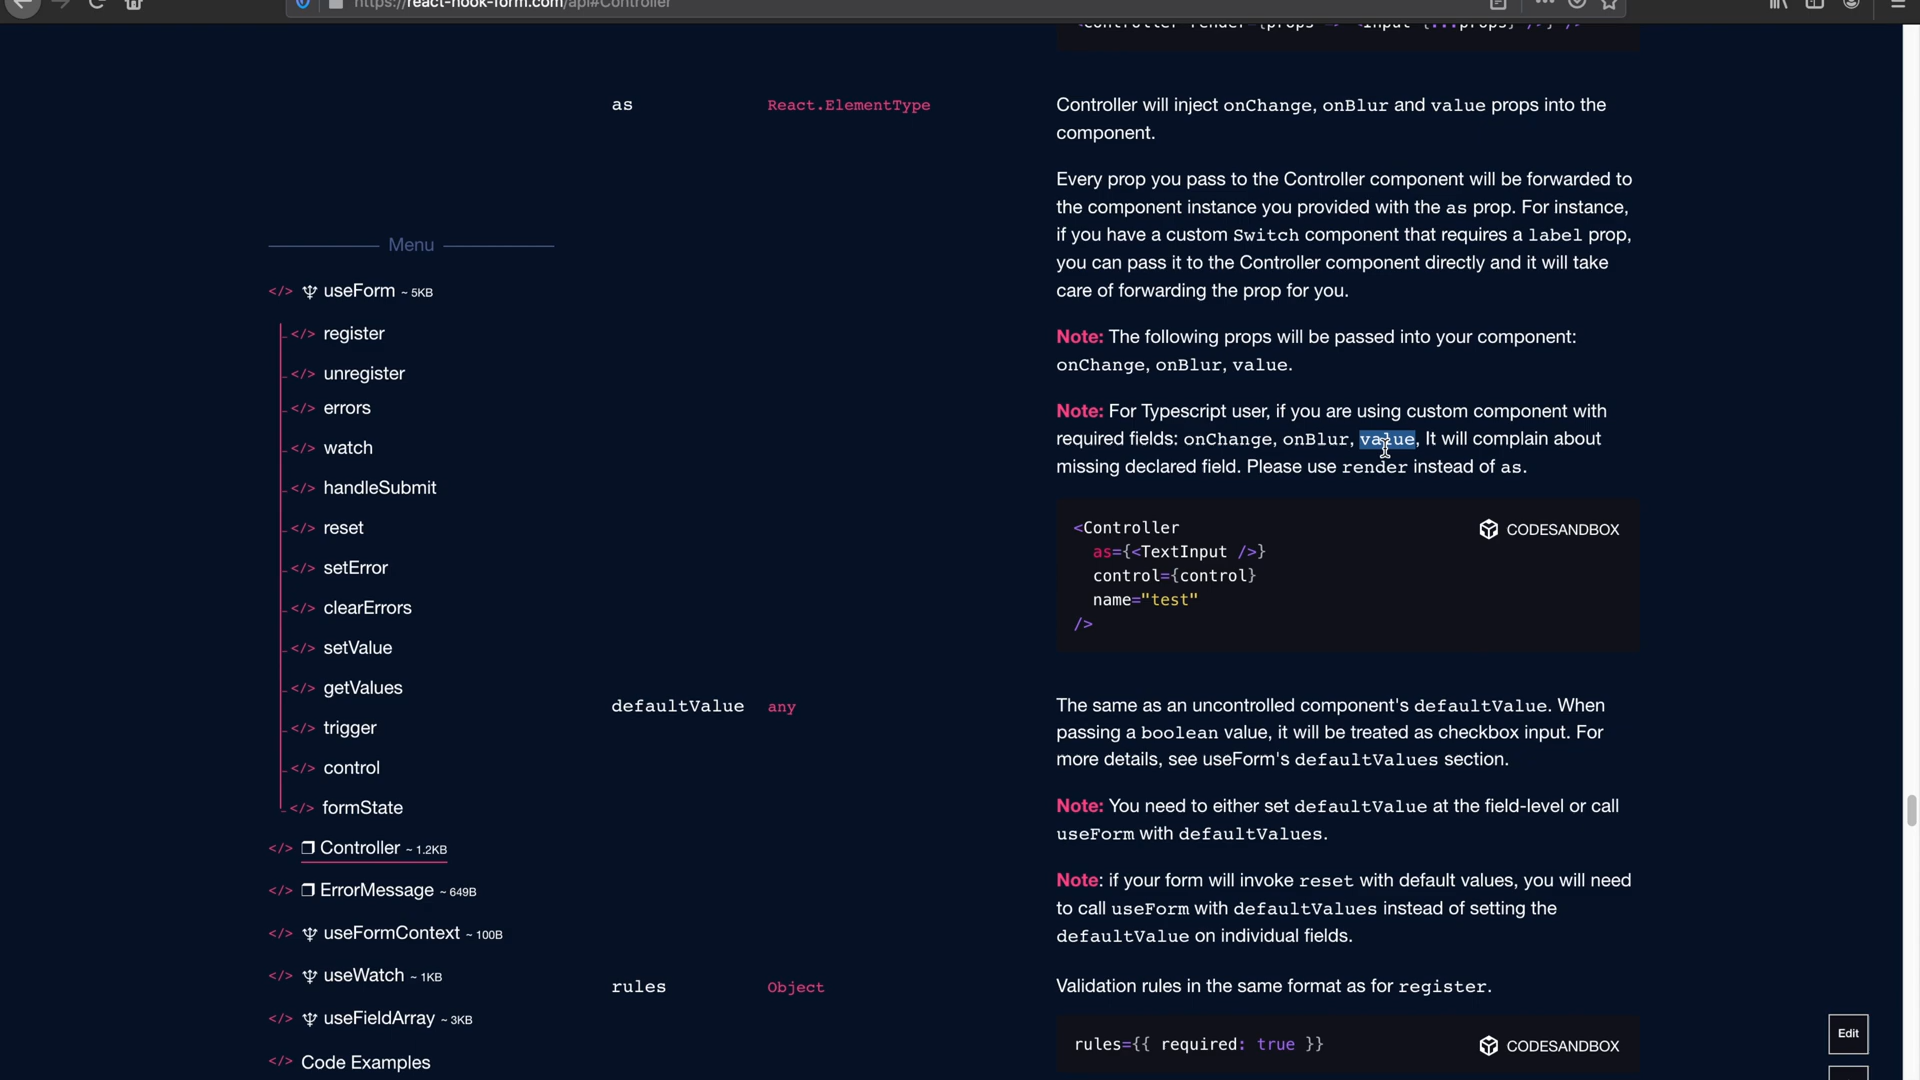 https://react-hook-form.com/api#Controller
<Controller render={props => <Input {...props} />} />
as
React.ElementType
Controller will inject onChange, onBlur and value props into the
component.
Every prop you pass to the Controller component will be forwarded to
the component instance you provided with the as prop. For instance,
if you have a custom Switch component that requires a label prop,
you can pass it to the Controller component directly and it will take
care of forwarding the prop for you.
Note: The following props will be passed into your component:
onChange, onBlur, value.
Note: For Typescript user, if you are using custom component with
required fields: onChange, onBlur, value, It will complain about
missing declared field. Please use render instead of as.
<Controller
as={<TextInput />}
control={control}
name="test"
/>
CODESANDBOX
defaultValue
any
The same as an uncontrolled component's defaultValue. When
passing a boolean value, it will be treated as checkbox input. For
more details, see useForm's defaultValues section.
Note: You need to either set defaultValue at the field-level or call
useForm with defaultValues.
Note: if your form will invoke reset with default values, you will need
to call useForm with defaultValues instead of setting the
defaultValue on individual fields.
rules
Object
Validation rules in the same format as for register.
rules={{ required: true }}
CODESANDBOX
Menu
</> useForm ~ 5KB
</> register
</> unregister
</> errors
</> watch
</> handleSubmit
</> reset
</> setError
</> clearErrors
</> setValue
</> getValues
</> trigger
</> control
</> formState
</> Controller ~ 1.2KB
</> ErrorMessage ~ 649B
</> useFormContext ~ 100B
</> useWatch ~ 1KB
</> useFieldArray ~ 3KB
</> Code Examples
Edit